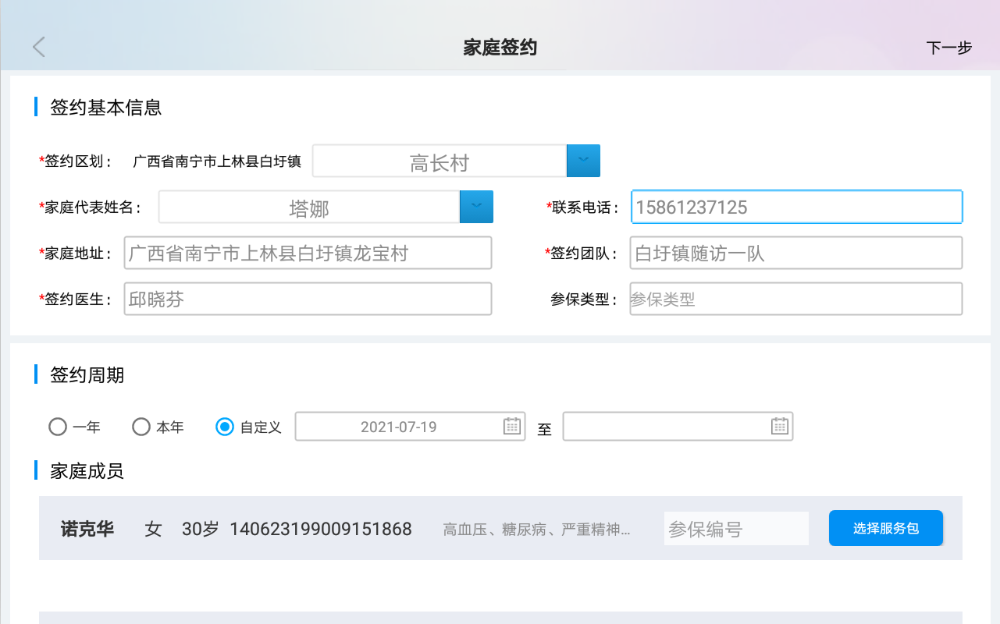 家庭签约 下一步
签约基本信息
*签约区划： 广西省南宁市上林县白圩镇 高长村
*家庭代表姓名： 塔娜 *联系电话： 15861237125
*家庭地址： 广西省南宁市上林县白圩镇龙宝村 *签约团队： 白圩镇随访一队
*签约医生： 邱晓芬 参保类型： 参保类型
签约周期
一年 本年 自定义 2021-07-19 至
家庭成员
诺克华 女 30岁 140623199009151868 高血压、糖尿病、严重精神... 参保编号 选择服务包